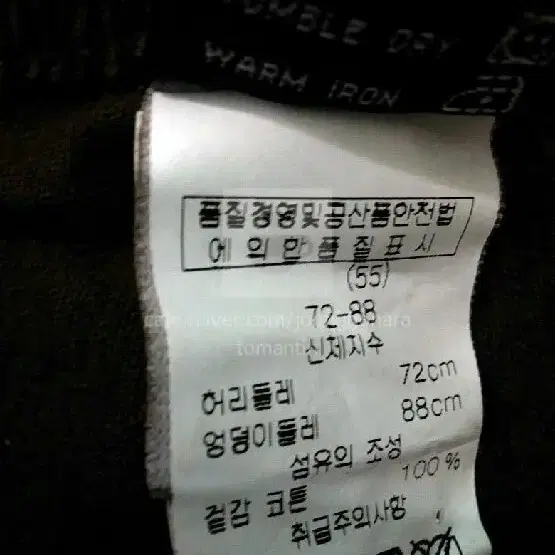 TUMBLE DRY
WARM IRON
품질경영및공산품안전법
에 의한 품질표시
(55)
72-88
신체치수
허리둘레 72cm
엉덩이둘레 88cm
섬유의 조성
겉감 코튼 100%
취급주의사항